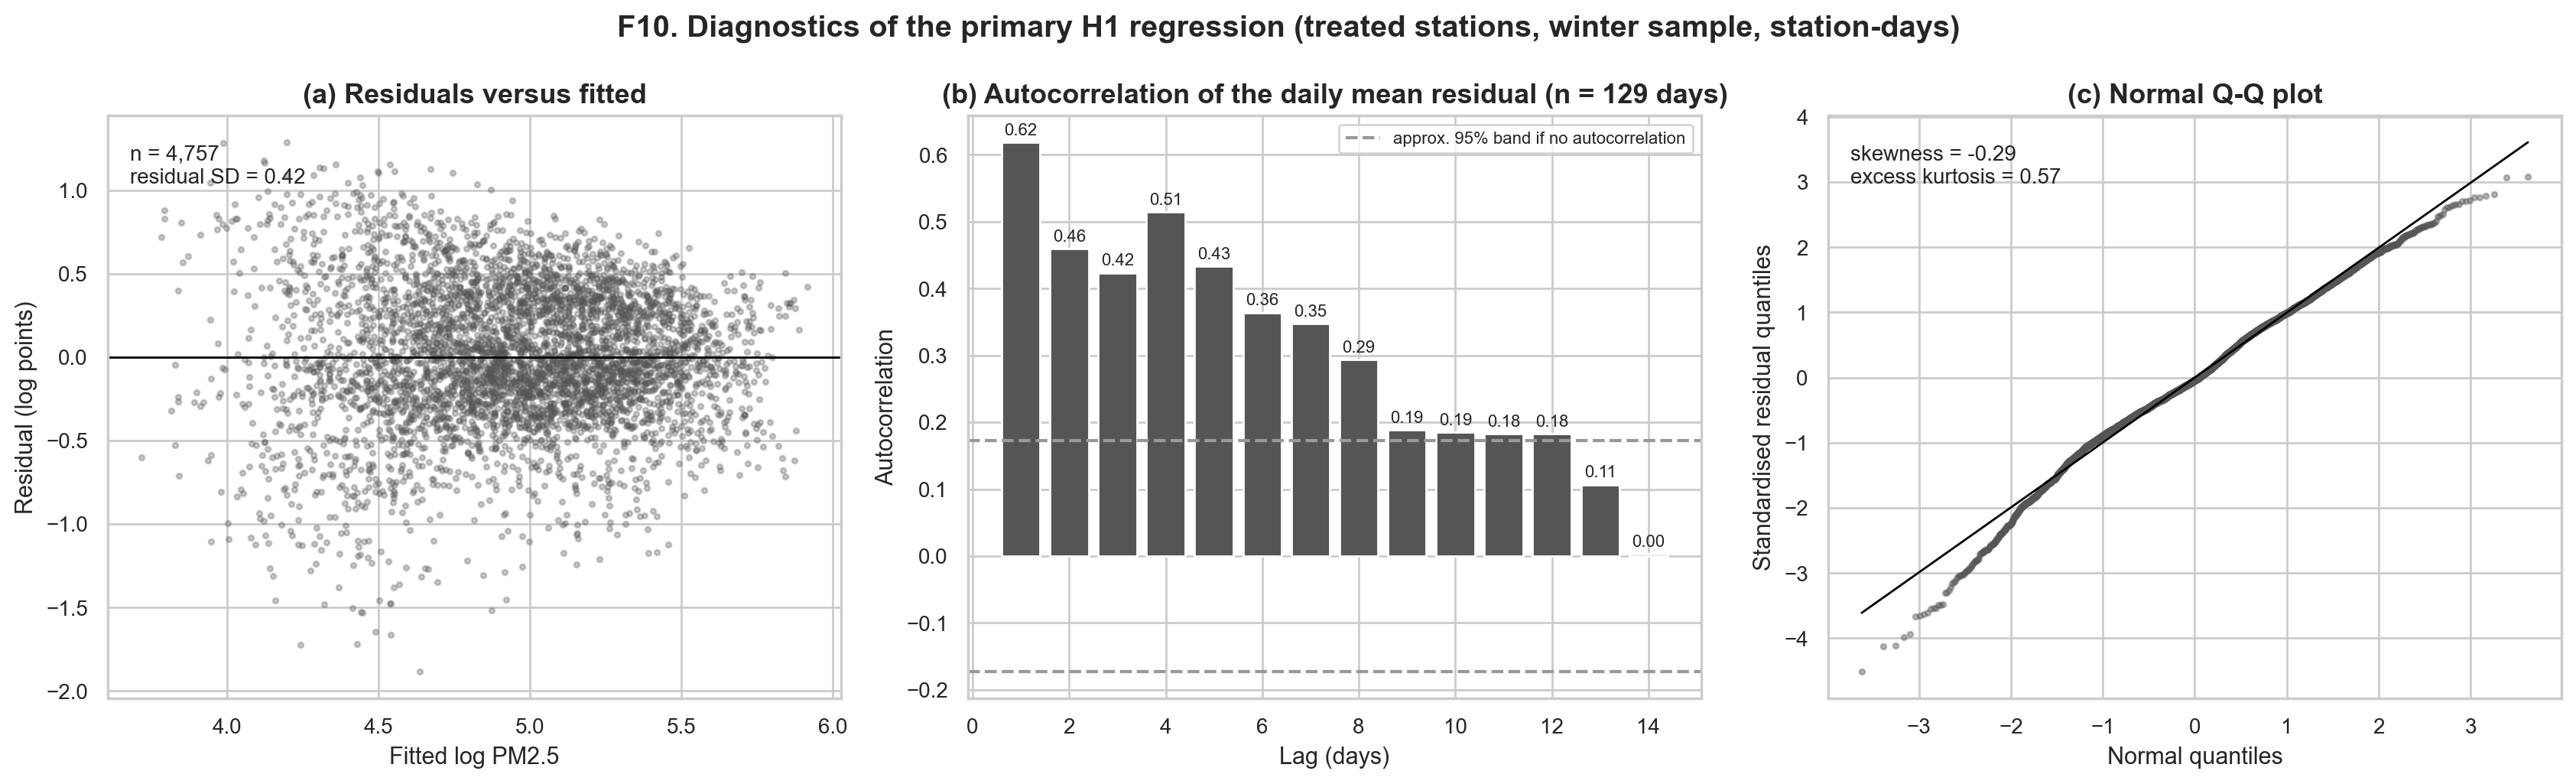 F10. Diagnostics of the primary H1 regression (treated stations, winter sample, station-days)
(a) Residuals versus fitted
n = 4,757
residual SD = 0.42
1.0
0.5
0.0
−0.5
−1.0
−1.5
−2.0
Residual (log points)
4.0 4.5 5.0 5.5 6.0
Fitted log PM2.5
(b) Autocorrelation of the daily mean residual (n = 129 days)
approx. 95% band if no autocorrelation
0.62
0.46
0.42
0.51
0.43
0.36
0.35
0.29
0.19
0.19
0.18
0.18
0.11
0.00
0.6
0.5
0.4
0.3
0.2
0.1
0.0
−0.1
−0.2
Autocorrelation
0 2 4 6 8 10 12 14
Lag (days)
(c) Normal Q-Q plot
skewness = -0.29
excess kurtosis = 0.57
4
3
2
1
0
−1
−2
−3
−4
Standardised residual quantiles
−3 −2 −1 0 1 2 3
Normal quantiles